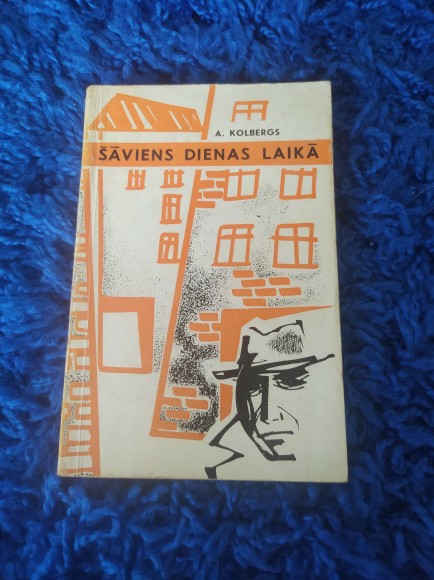 A. KOLBERGS
ŠĀVIENS DIENAS LAIKĀ